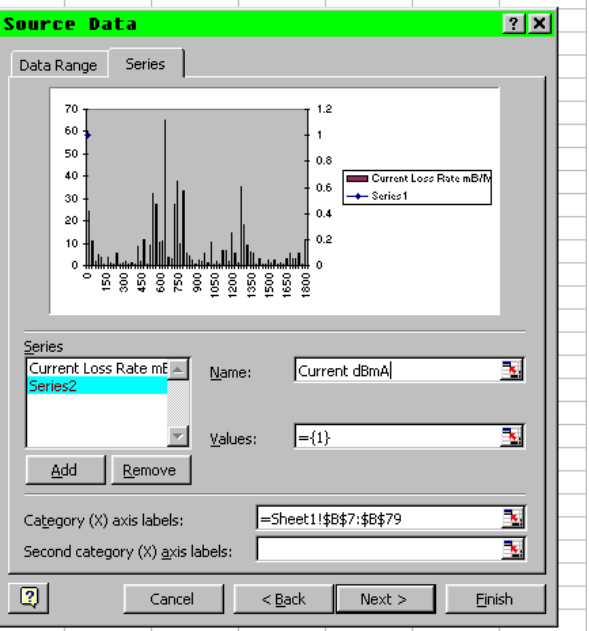 Source Data
? X
Data Range Series
70 1.2
60 1
50 0.8
40 0.6
30 0.4
20 0.2
10 0
0
0 150 300 450 600 750 900 1050 1200 1350 1500 1650 1800
Current Loss Rate mB/M
Series1
Series
Current Loss Rate mB
Series2
Name: Current dBmA
Values: ={1}
Add Remove
Category (X) axis labels: =Sheet1!$B$7:$B$79
Second category (X) axis labels:
? Cancel < Back Next > Finish